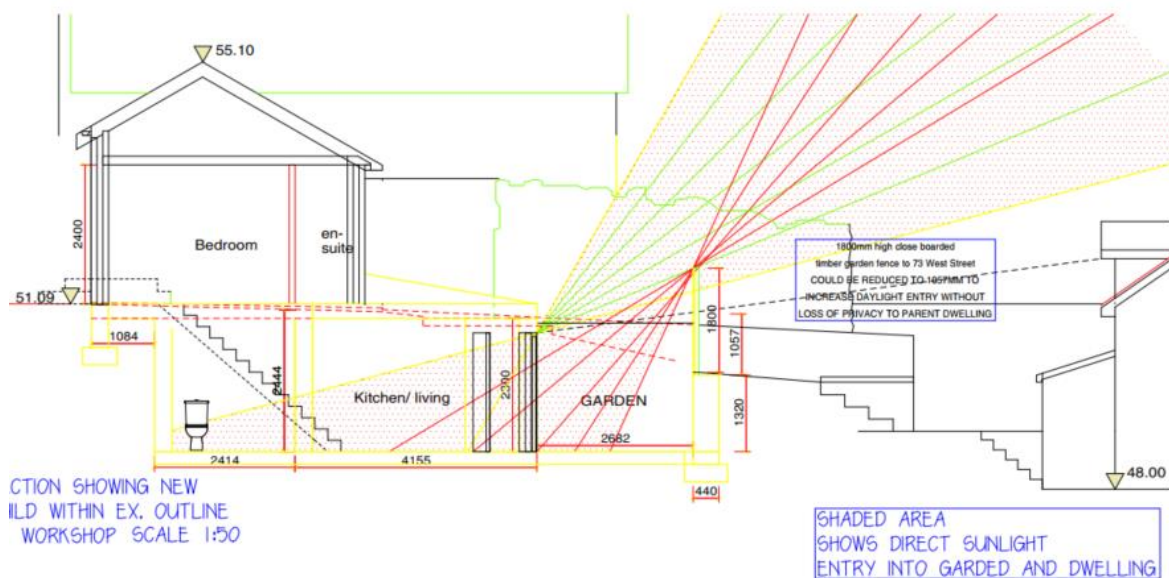 55.10
2400
Bedroom
en-
suite
1800mm high close boarded
timber garden fence to 73 West Street
COULD BE REDUCED TO 1057MM TO
INCREASE DAYLIGHT ENTRY WITHOUT
LOSS OF PRIVACY TO PARENT DWELLING
51.09
1084
1800
1057
2444
Kitchen/ living
2300
GARDEN
1320
2682
2414
4155
440
48.00
CTION SHOWING NEW
ILD WITHIN EX. OUTLINE
WORKSHOP SCALE 1:50
SHADED AREA
SHOWS DIRECT SUNLIGHT
ENTRY INTO GARDED AND DWELLING